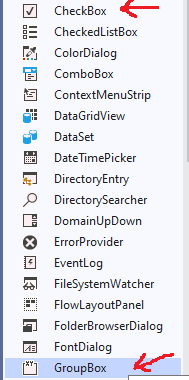 CheckBox
CheckedListBox
ColorDialog
ComboBox
ContextMenuStrip
DataGridView
DataSet
DateTimePicker
DirectoryEntry
DirectorySearcher
DomainUpDown
ErrorProvider
EventLog
FileSystemWatcher
FlowLayoutPanel
FolderBrowserDialog
FontDialog
GroupBox